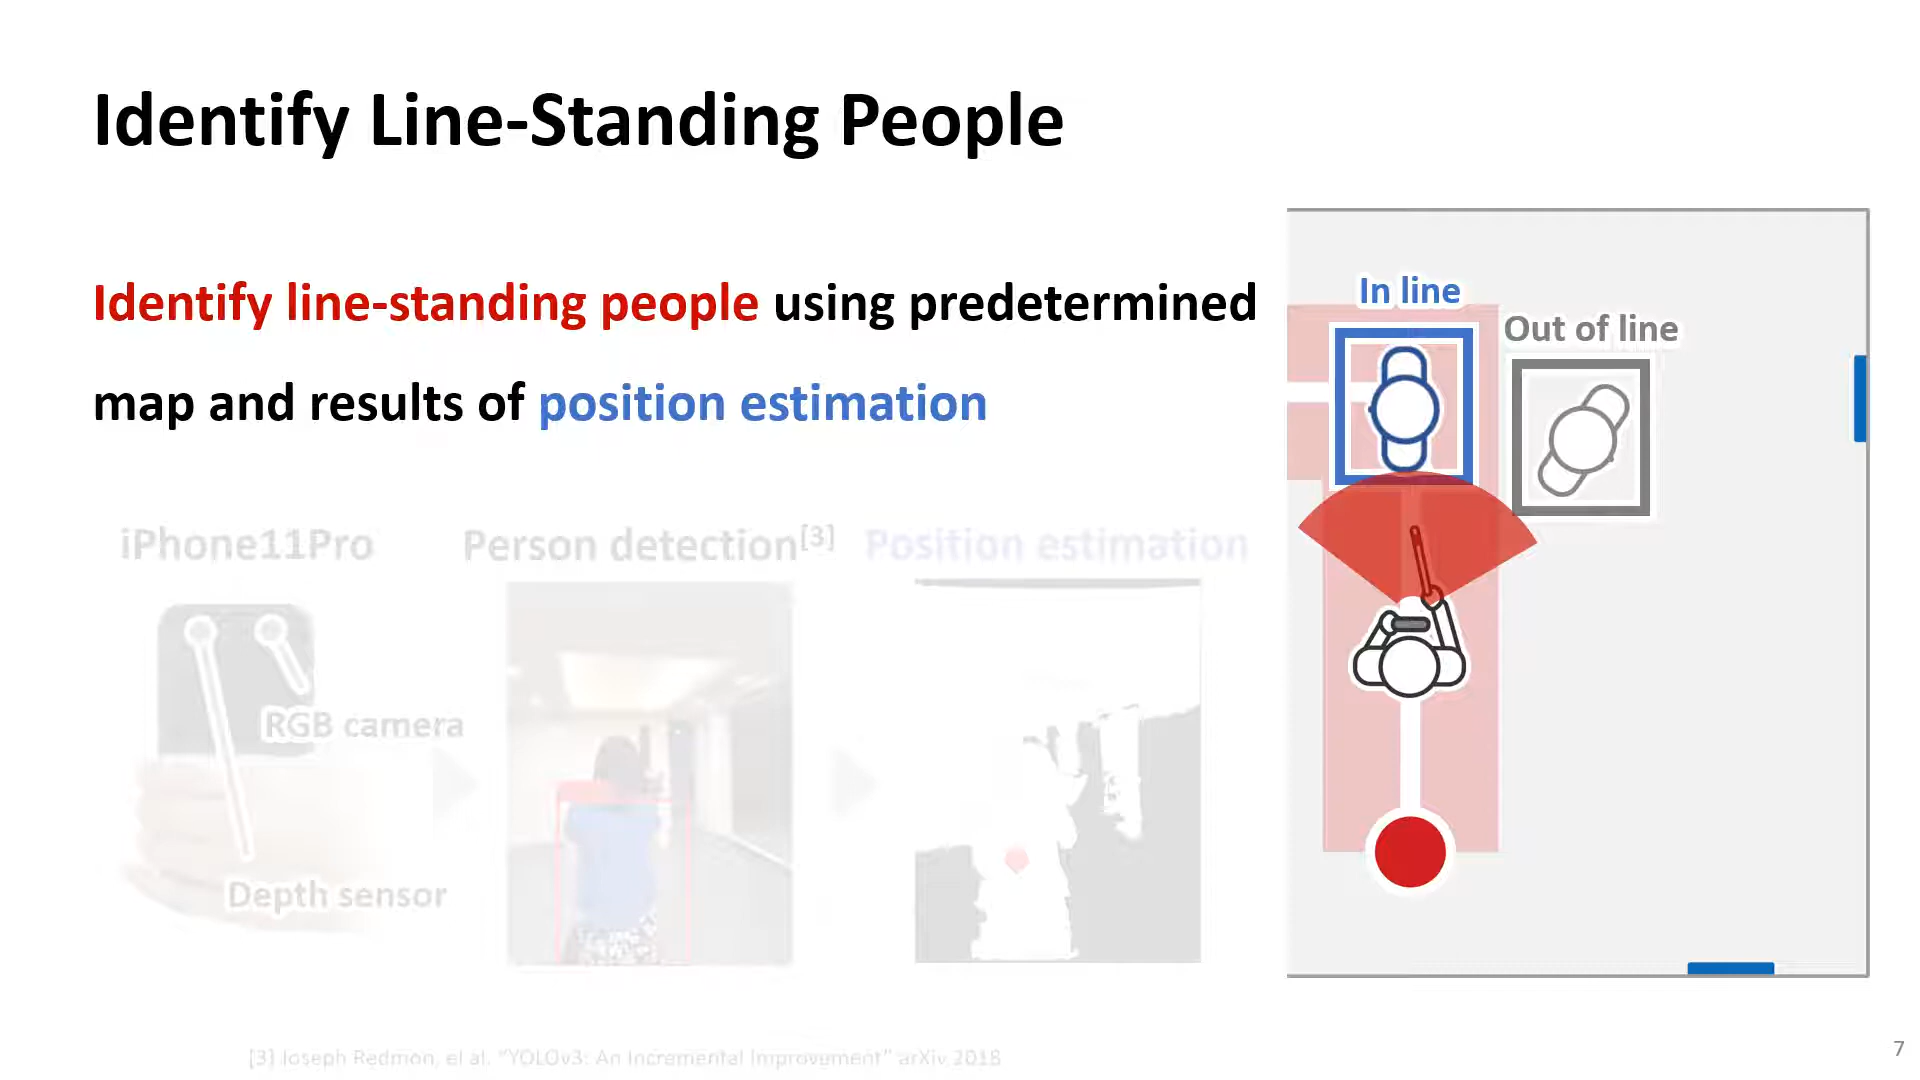 Identify Line-Standing People
Identify line-standing people using predetermined
map and results of position estimation
In line
Out of line
iPhone11Pro
Person detection[3]
Position estimation
RGB camera
Depth sensor
[3] Joseph Redmon, el al. "YOLOv3: An Incremental Improvement" arXiv 2018
7